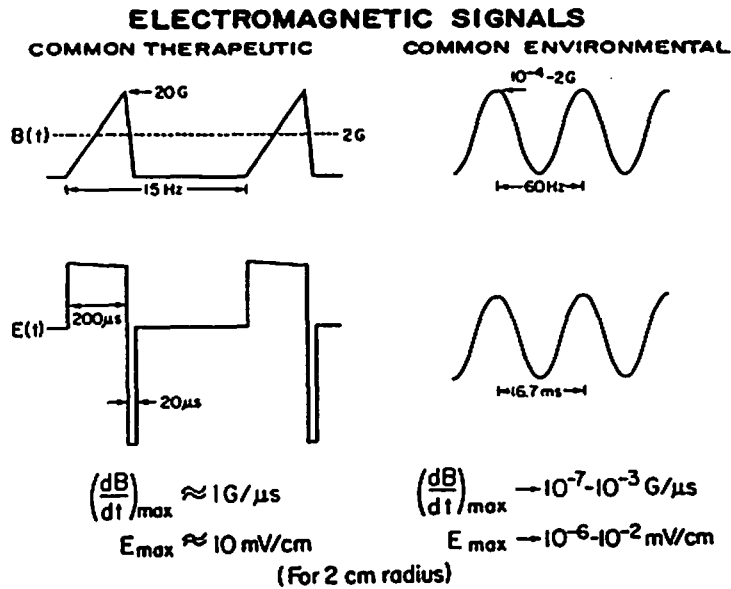 ELECTROMAGNETIC SIGNALS
COMMON THERAPEUTIC
COMMON ENVIRONMENTAL
20G
B(t)
2G
15 Hz
10⁻⁴-2G
60Hz
200μs
E(t)
20μs
16.7ms
(dB/dt)max ≈ 1G/μs
Emax ≈ 10 mV/cm
(dB/dt)max → 10⁻⁷-10⁻³ G/μs
E max → 10⁻⁶-10⁻² mV/cm
(For 2 cm radius)